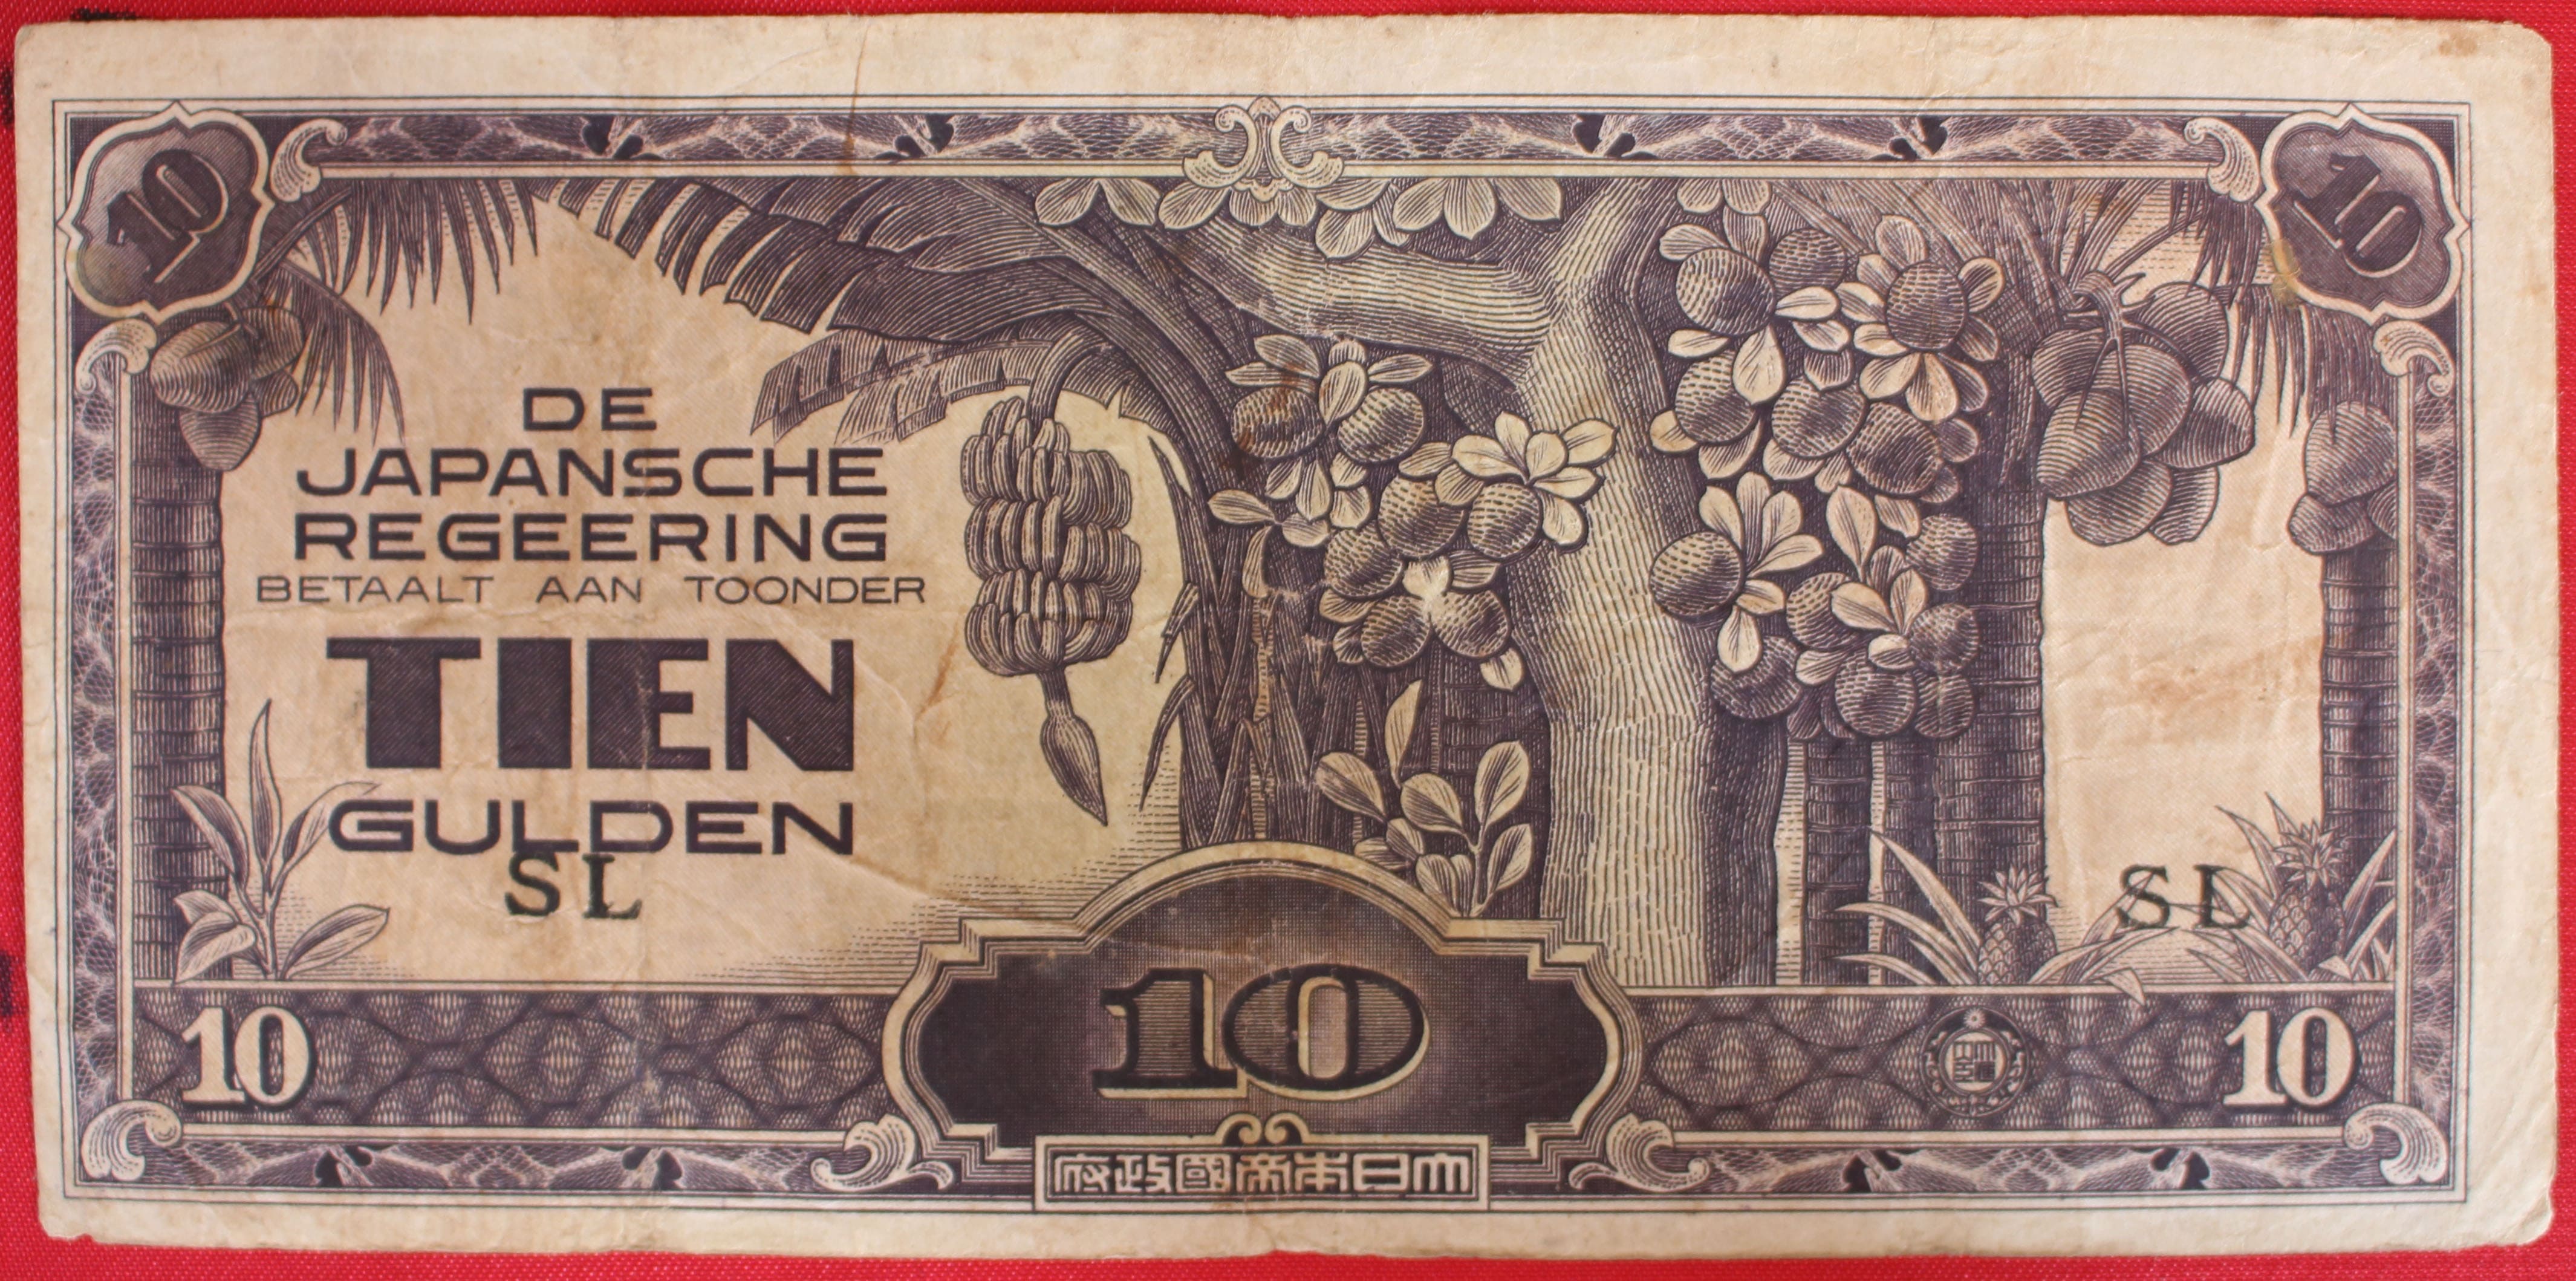 10 10
DE
JAPANSCHE
REGEERING
BETAALT AAN TOONDER
TIEN
GULDEN
SL SL
10 10 10
府政國帝本日大